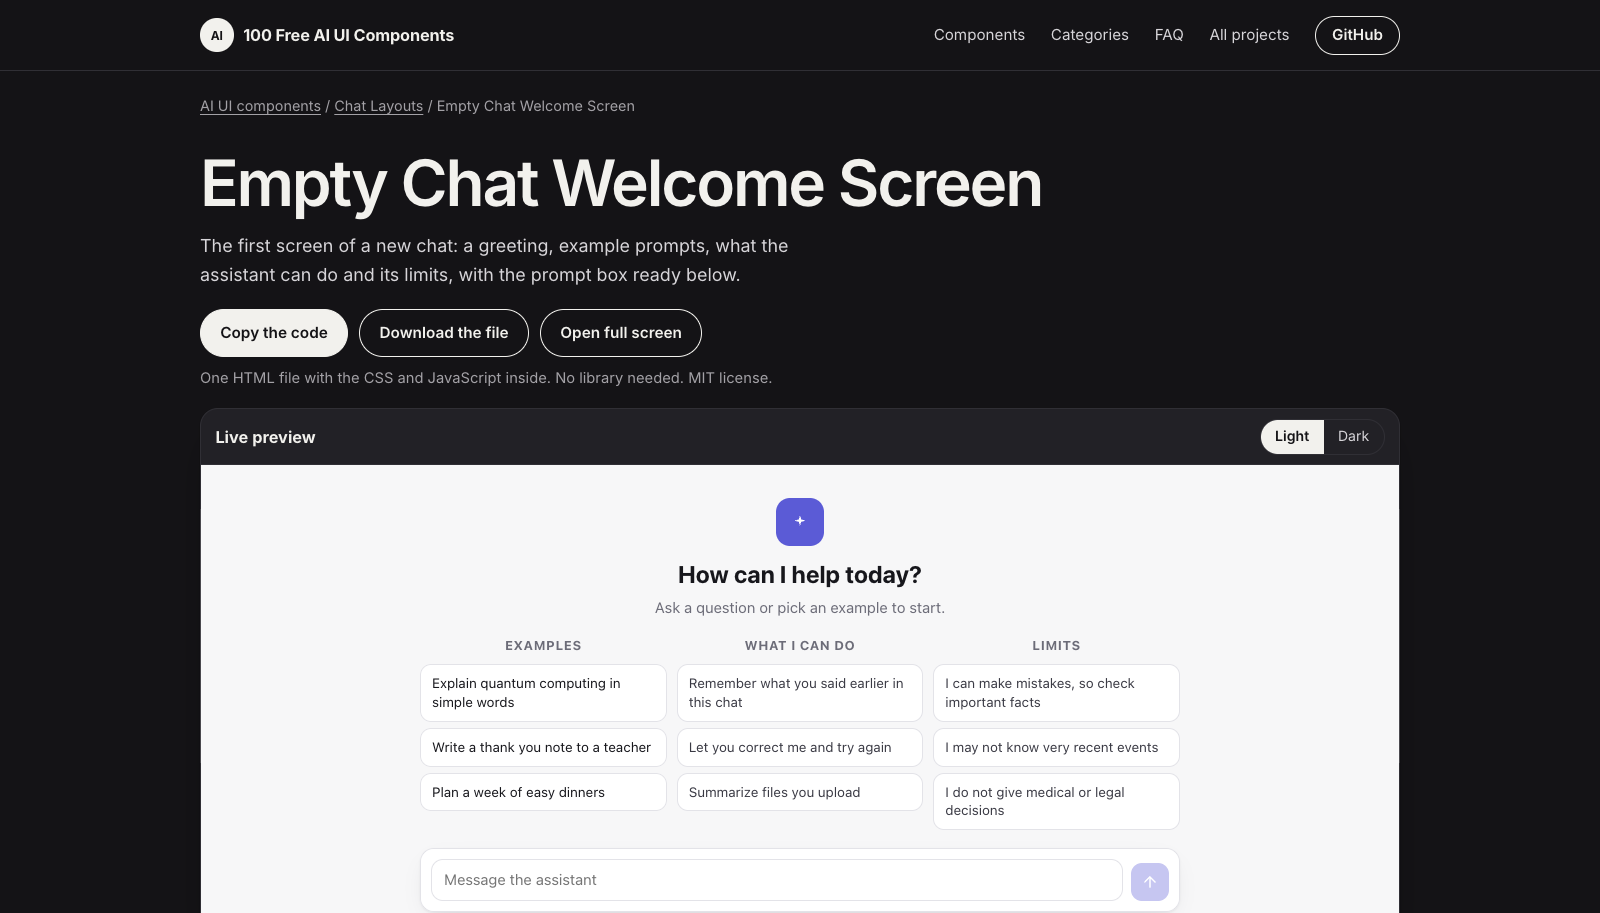 AI
100 Free AI UI Components
Components
Categories
FAQ
All projects
GitHub
AI UI components / Chat Layouts / Empty Chat Welcome Screen
Empty Chat Welcome Screen
The first screen of a new chat: a greeting, example prompts, what the
assistant can do and its limits, with the prompt box ready below.
Copy the code
Download the file
Open full screen
One HTML file with the CSS and JavaScript inside. No library needed. MIT license.
Live preview
Light
Dark
How can I help today?
Ask a question or pick an example to start.
EXAMPLES
Explain quantum computing in
simple words
Write a thank you note to a teacher
Plan a week of easy dinners
WHAT I CAN DO
Remember what you said earlier in
this chat
Let you correct me and try again
Summarize files you upload
LIMITS
I can make mistakes, so check
important facts
I may not know very recent events
I do not give medical or legal
decisions
Message the assistant